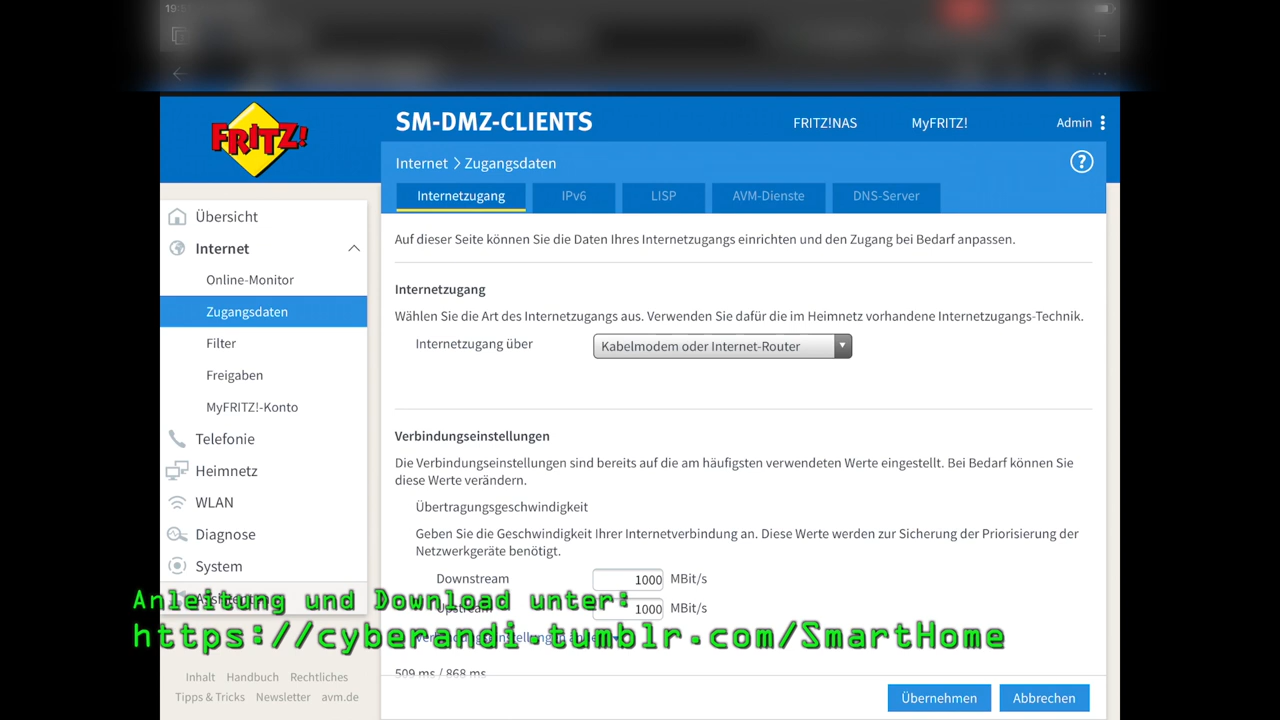 FRITZ!
SM-DMZ-CLIENTS
FRITZ!NAS
MyFRITZ!
Admin
Internet > Zugangsdaten
?
Internetzugang
IPv6
LISP
AVM-Dienste
DNS-Server
Übersicht
Internet
Online-Monitor
Zugangsdaten
Filter
Freigaben
MyFRITZ!-Konto
Telefonie
Heimnetz
WLAN
Diagnose
System
Auf dieser Seite können Sie die Daten Ihres Internetzugangs einrichten und den Zugang bei Bedarf anpassen.
Internetzugang
Wählen Sie die Art des Internetzugangs aus. Verwenden Sie dafür die im Heimnetz vorhandene Internetzugangs-Technik.
Internetzugang über
Kabelmodem oder Internet-Router
Verbindungseinstellungen
Die Verbindungseinstellungen sind bereits auf die am häufigsten verwendeten Werte eingestellt. Bei Bedarf können Sie
diese Werte verändern.
Übertragungsgeschwindigkeit
Geben Sie die Geschwindigkeit Ihrer Internetverbindung an. Diese Werte werden zur Sicherung der Priorisierung der
Netzwerkgeräte benötigt.
Downstream 1000 MBit/s
Upstream 1000 MBit/s
Anleitung und Download unter:
https://cyberandi.tumblr.com/SmartHome
509 ms / 868 ms
Inhalt Handbuch Rechtliches
Tipps & Tricks Newsletter avm.de
Übernehmen
Abbrechen